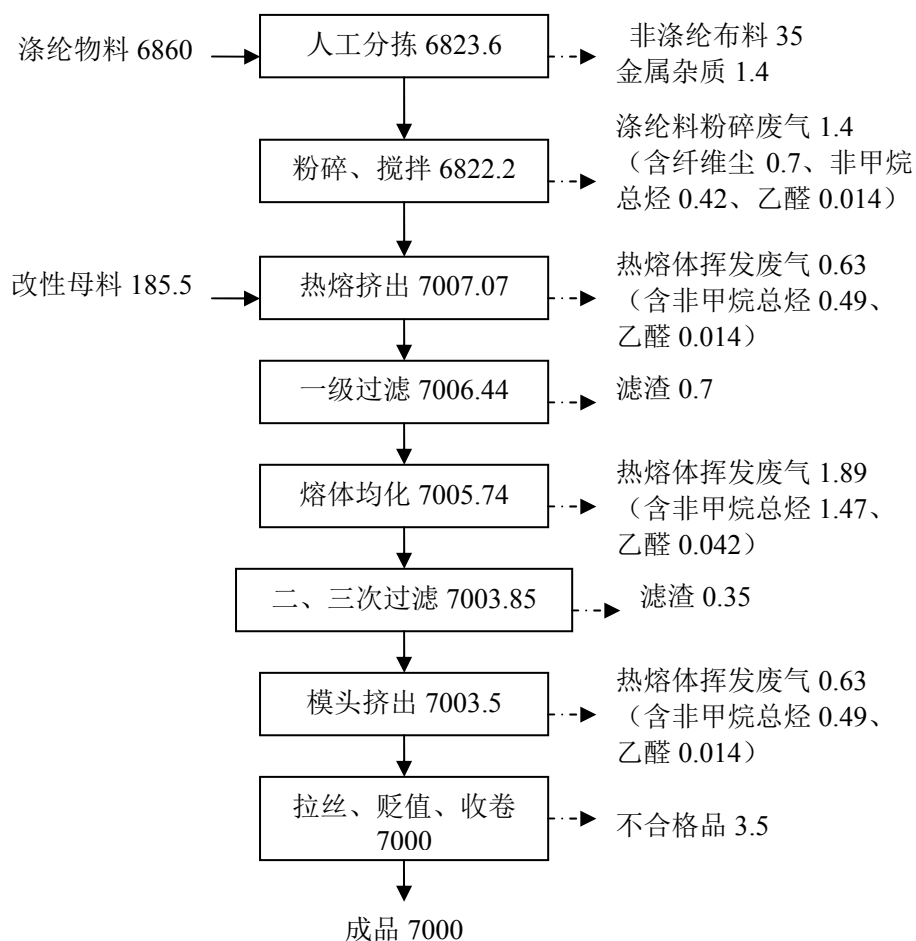 涤纶物料 6860
人工分拣 6823.6
非涤纶布料 35
金属杂质 1.4
粉碎、搅拌 6822.2
涤纶料粉碎废气 1.4
（含纤维尘 0.7、非甲烷
总烃 0.42、乙醛 0.014）
改性母料 185.5
热熔挤出 7007.07
热熔体挥发废气 0.63
（含非甲烷总烃 0.49、
乙醛 0.014）
一级过滤 7006.44
滤渣 0.7
熔体均化 7005.74
热熔体挥发废气 1.89
（含非甲烷总烃 1.47、
乙醛 0.042）
二、三次过滤 7003.85
滤渣 0.35
模头挤出 7003.5
热熔体挥发废气 0.63
（含非甲烷总烃 0.49、
乙醛 0.014）
拉丝、贬值、收卷
7000
不合格品 3.5
成品 7000